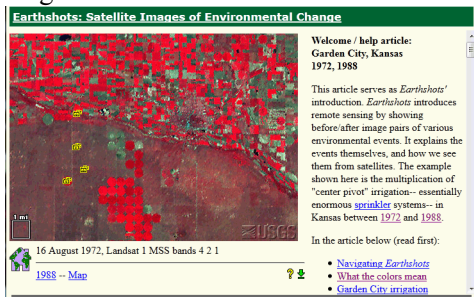 Earthshots: Satellite Images of Environmental Change
1 mi
USGS
16 August 1972, Landsat 1 MSS bands 4 2 1
1988 -- Map
?
Welcome / help article:
Garden City, Kansas
1972, 1988
This article serves as Earthshots'
introduction. Earthshots introduces
remote sensing by showing
before/after image pairs of various
environmental events. It explains the
events themselves, and how we see
them from satellites. The example
shown here is the multiplication of
"center pivot" irrigation-- essentially
enormous sprinkler systems-- in
Kansas between 1972 and 1988.
In the article below (read first):
• Navigating Earthshots
• What the colors mean
• Garden City irrigation